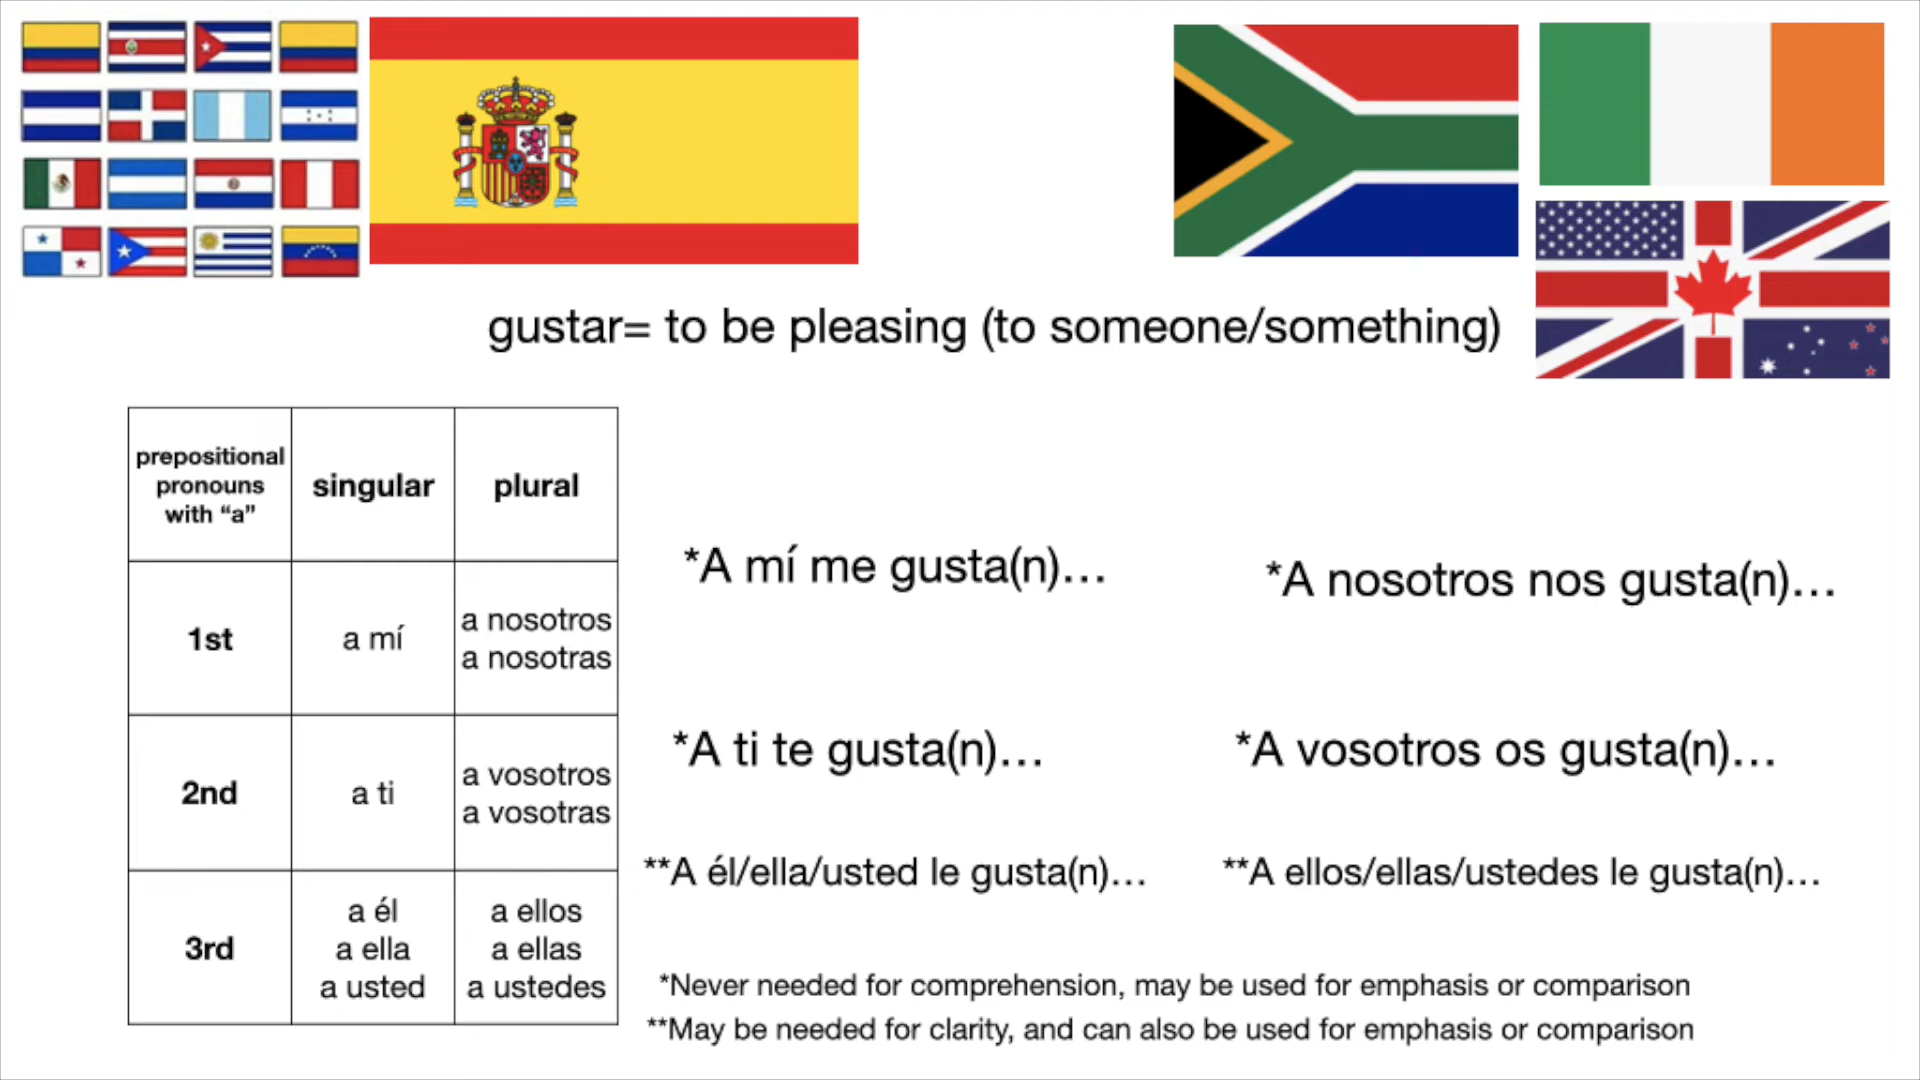 gustar= to be pleasing (to someone/something)
prepositional
pronouns
with “a”
singular
plural
1st
a mí
a nosotros
a nosotras
2nd
a ti
a vosotros
a vosotras
3rd
a él
a ella
a usted
a ellos
a ellas
a ustedes
*A mí me gusta(n)…
*A nosotros nos gusta(n)…
*A ti te gusta(n)…
*A vosotros os gusta(n)…
**A él/ella/usted le gusta(n)…
**A ellos/ellas/ustedes le gusta(n)…
*Never needed for comprehension, may be used for emphasis or comparison
**May be needed for clarity, and can also be used for emphasis or comparison